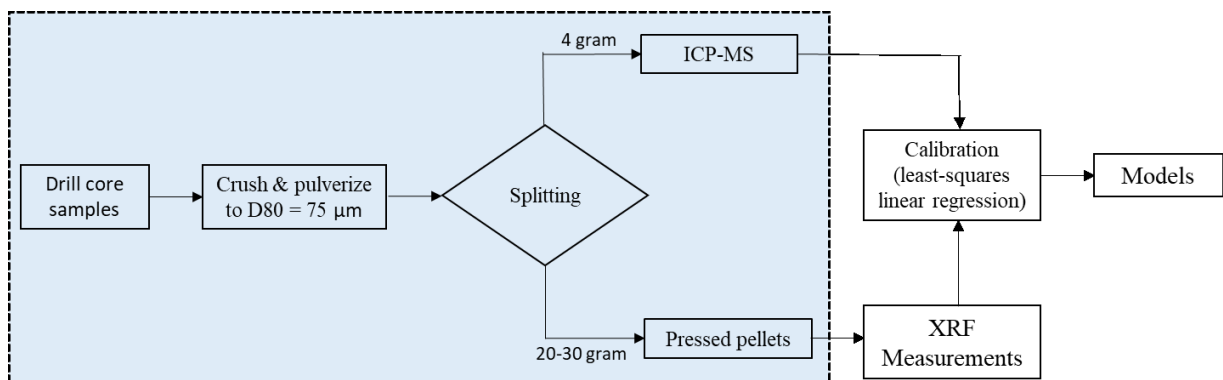 4 gram
ICP-MS
Drill core
samples
Crush & pulverize
to D80 = 75 µm
Splitting
Calibration
(least-squares
linear regression)
Models
20-30 gram
Pressed pellets
XRF
Measurements